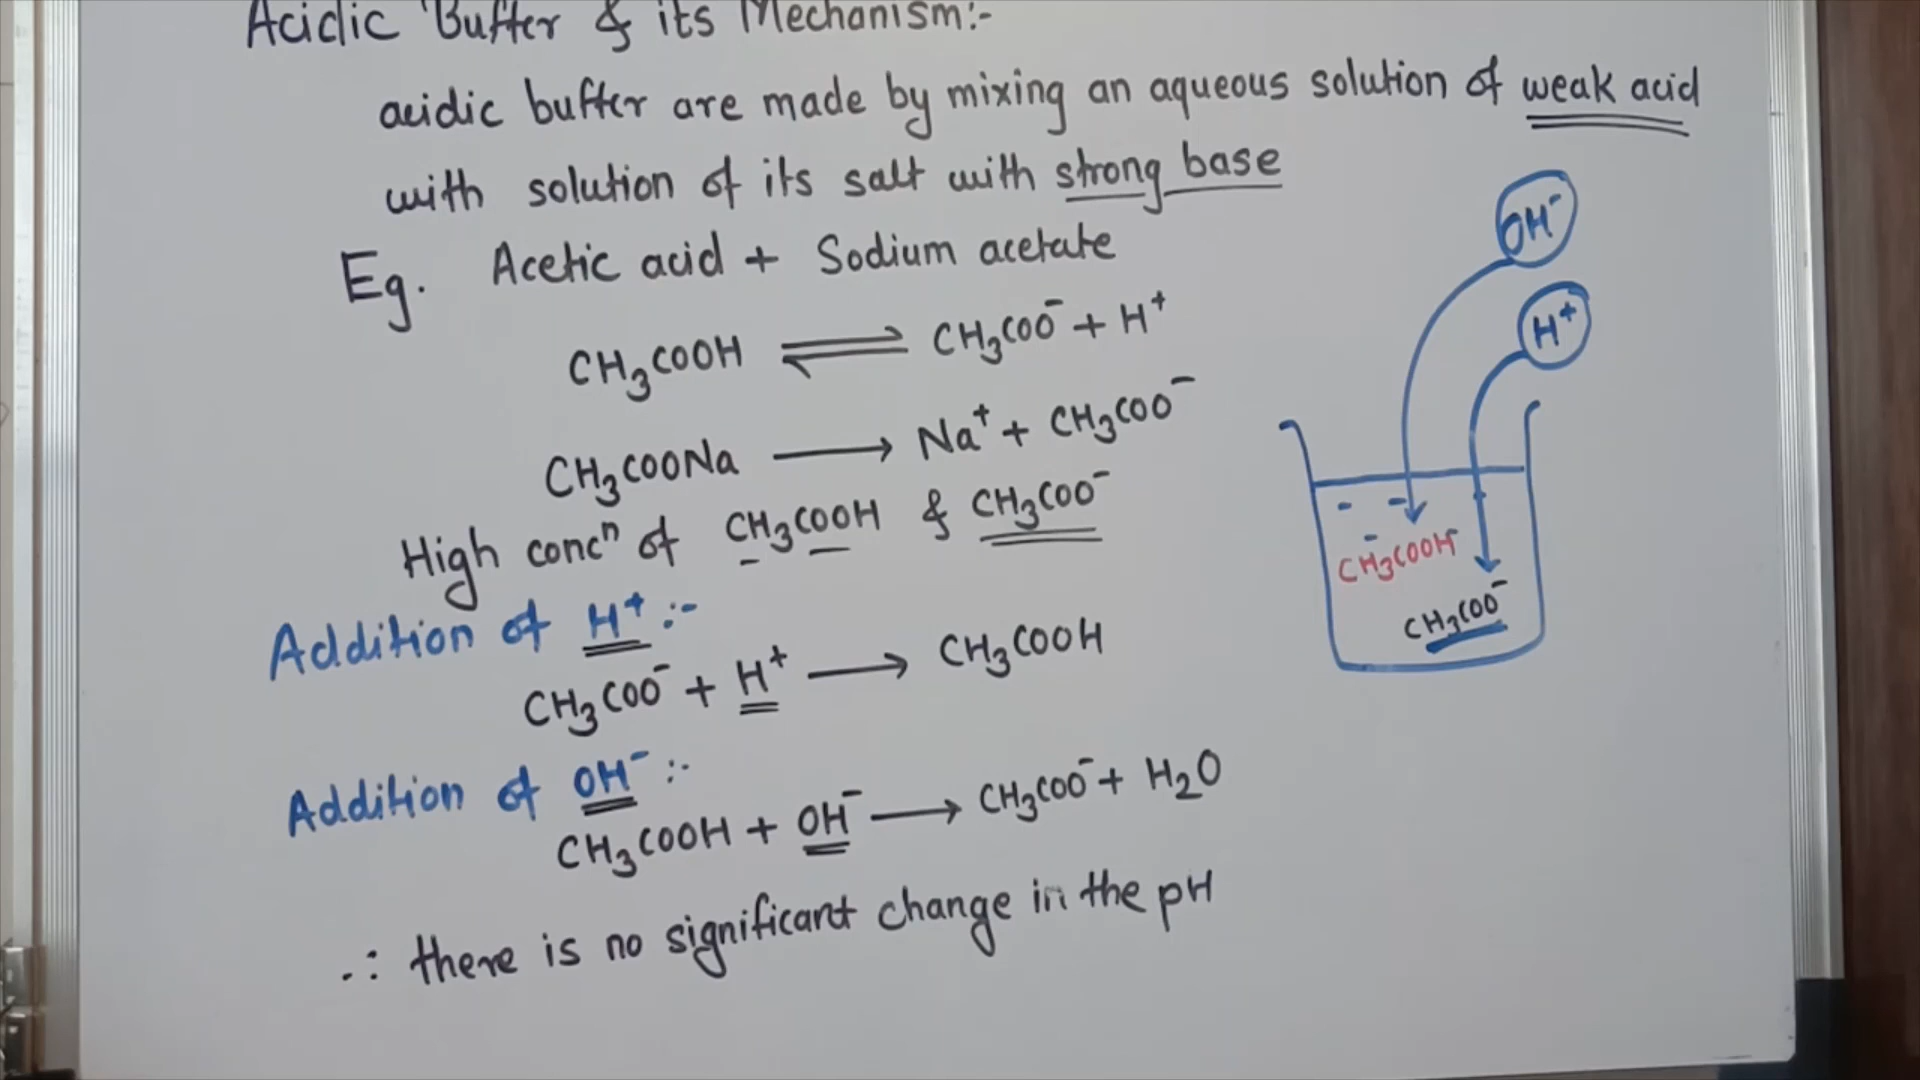 Acidic Buffer & its Mechanism:-
acidic buffer are made by mixing an aqueous solution of weak acid
with solution of its salt with strong base
Eg. Acetic acid + Sodium acetate
CH₃COOH ⇌ CH₃COO⁻ + H⁺
CH₃COONa ⟶ Na⁺ + CH₃COO⁻
High concⁿ of CH₃COOH & CH₃COO⁻
Addition of H⁺ :-
CH₃COO⁻ + H⁺ ⟶ CH₃COOH
Addition of OH⁻ :-
CH₃COOH + OH⁻ ⟶ CH₃COO⁻ + H₂O
∴ there is no significant change in the pH
OH⁻
H⁺
CH₃COOH
CH₃COO⁻